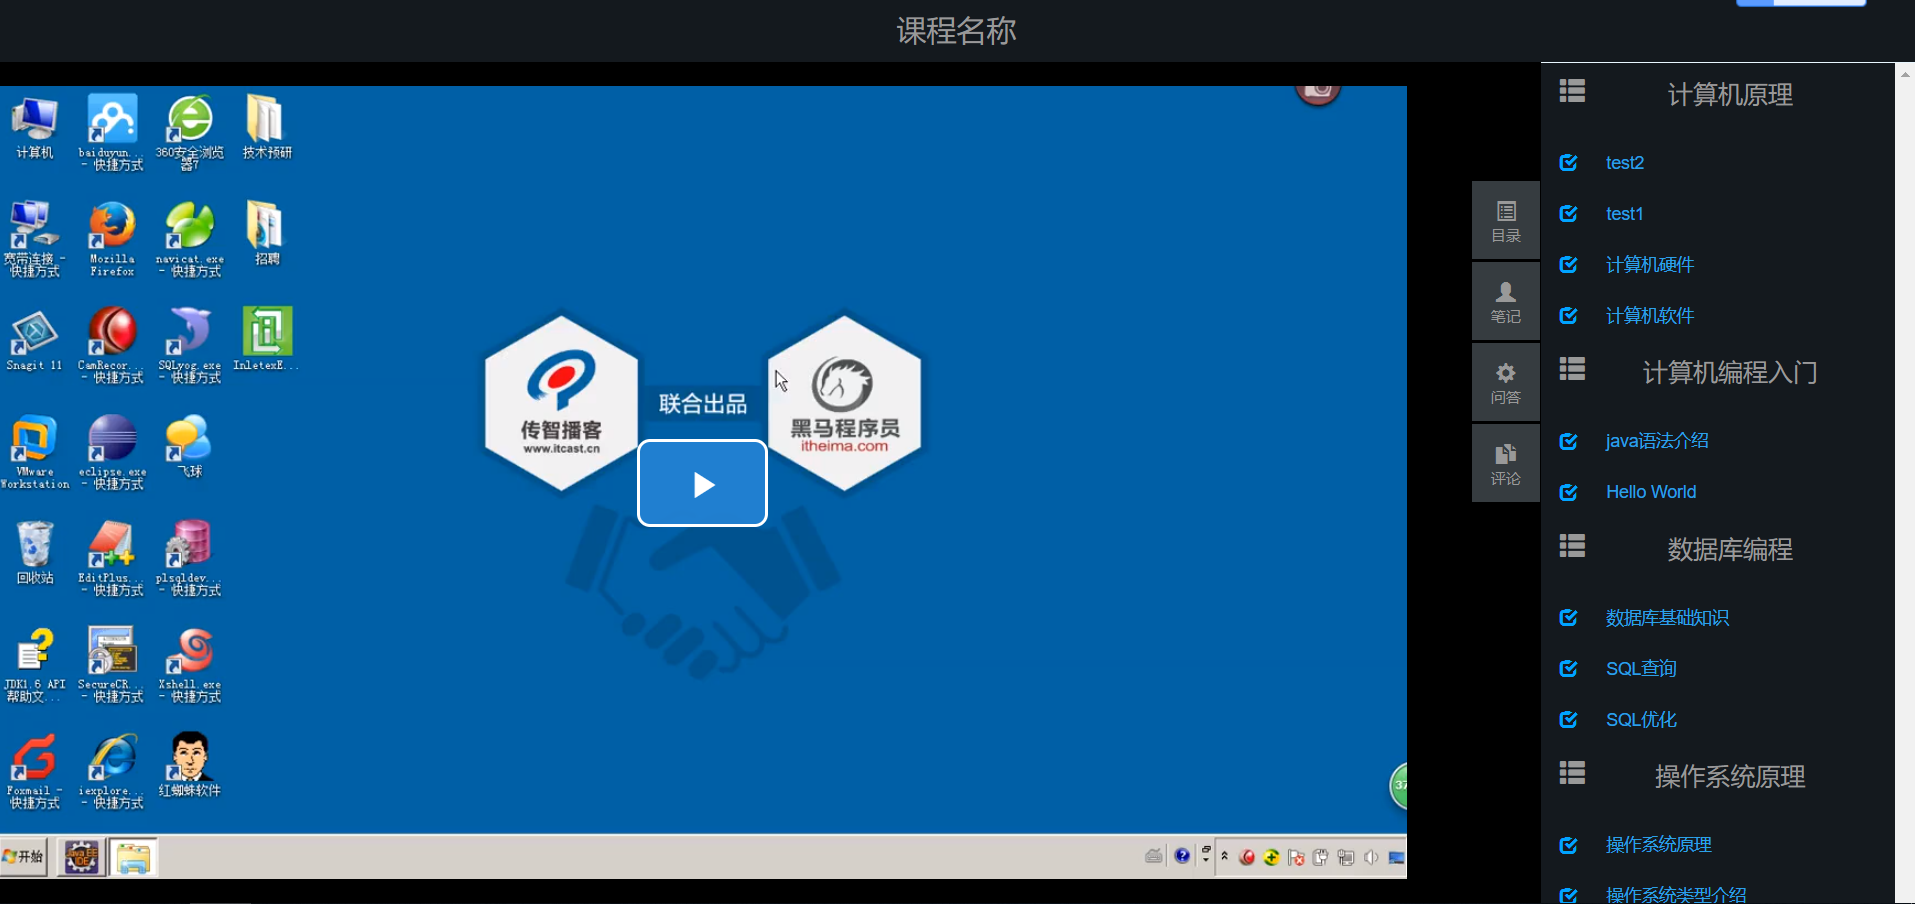 课程名称
计算机
baiduyun...
- 快捷方式
360安全浏览
器7
技术预研
宽带连接 -
快捷方式
Mozilla
Firefox
navicat.exe
- 快捷方式
招聘
Snagit 11
CamRecor...
- 快捷方式
SQLyog.exe
- 快捷方式
InletexE...
VMware
Workstation
eclipse.exe
- 快捷方式
飞球
回收站
EditPlus...
- 快捷方式
plsqldev...
- 快捷方式
JDK1.6 API
帮助文...
SecureCR...
- 快捷方式
Xshell.exe
- 快捷方式
Foxmail -
快捷方式
iexplore...
- 快捷方式
红蜘蛛软件
传智播客
www.itcast.cn
联合出品
黑马程序员
itheima.com
37
开始
Java EE
IDE
目录
笔记
问答
评论
计算机原理
test2
test1
计算机硬件
计算机软件
计算机编程入门
java语法介绍
Hello World
数据库编程
数据库基础知识
SQL查询
SQL优化
操作系统原理
操作系统原理
操作系统类型介绍